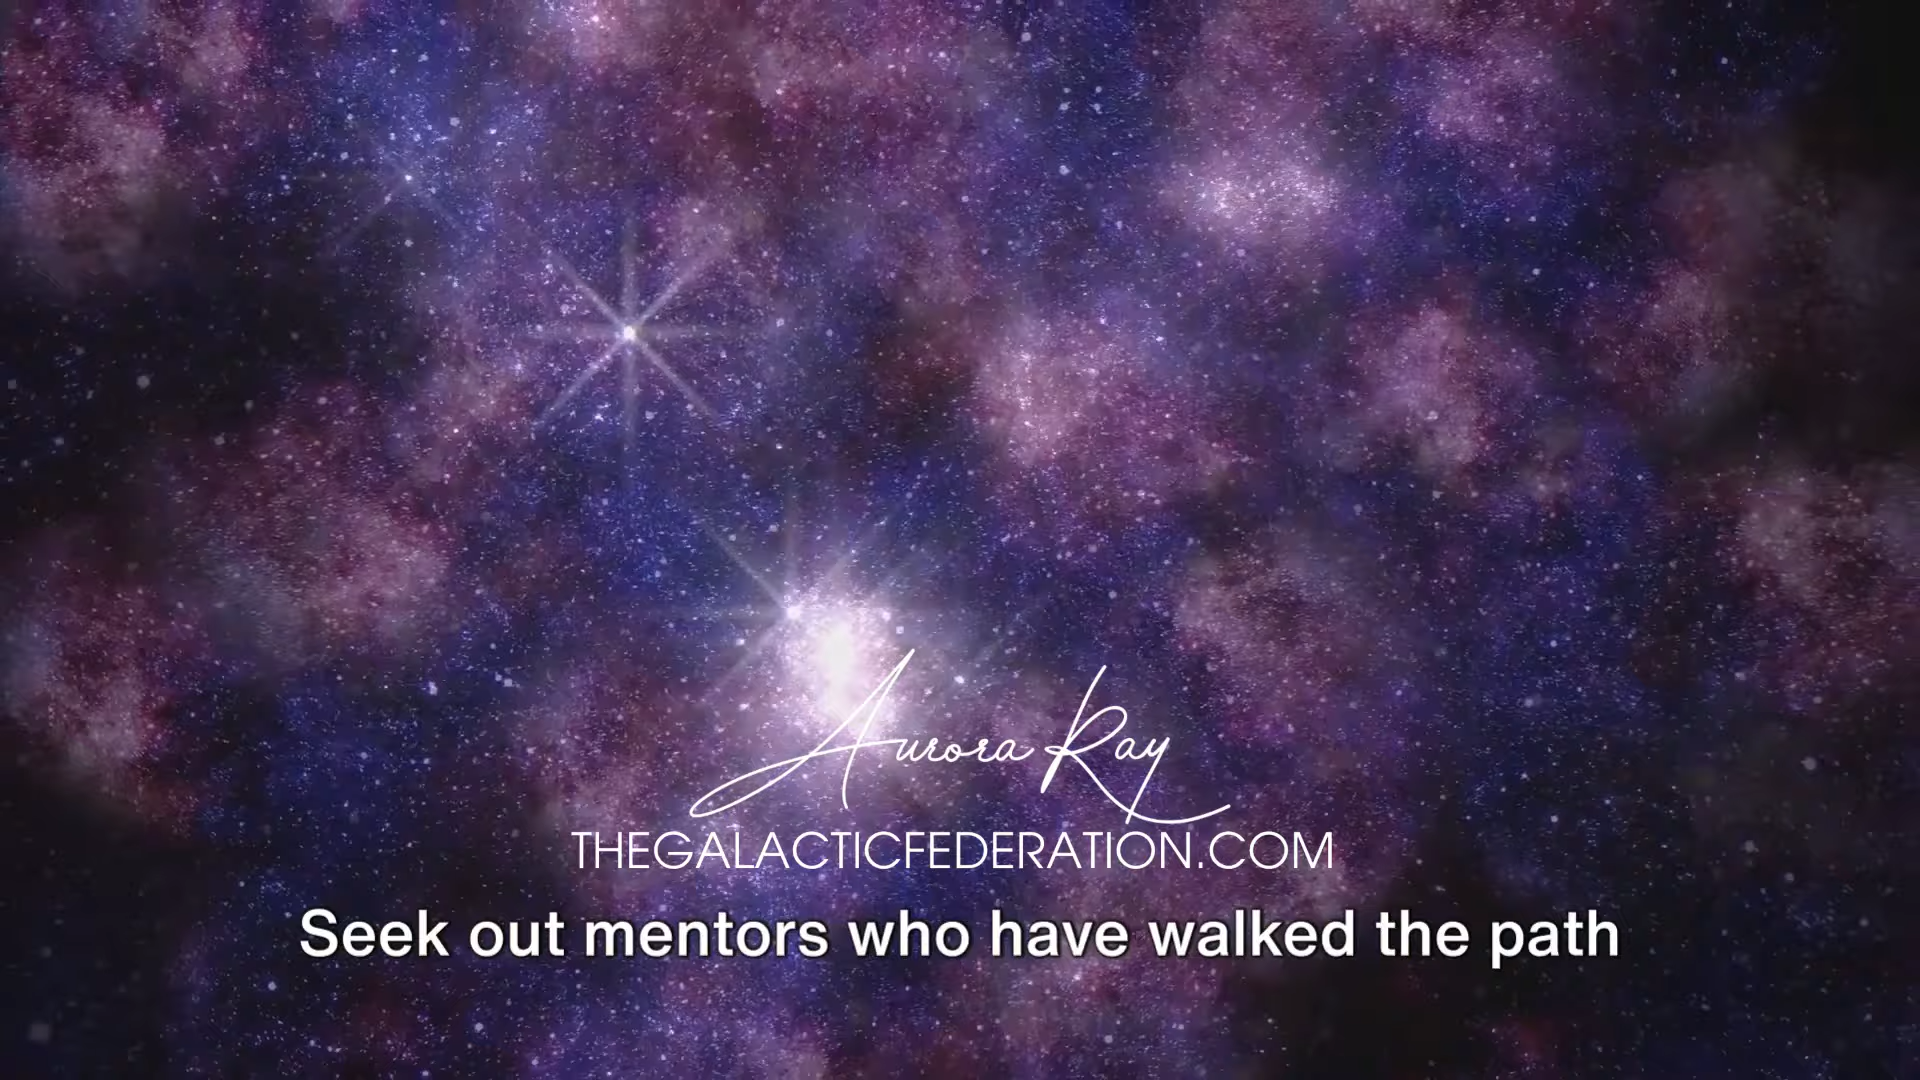 Aurora Ray
THEGALACTICFEDERATION.COM
Seek out mentors who have walked the path